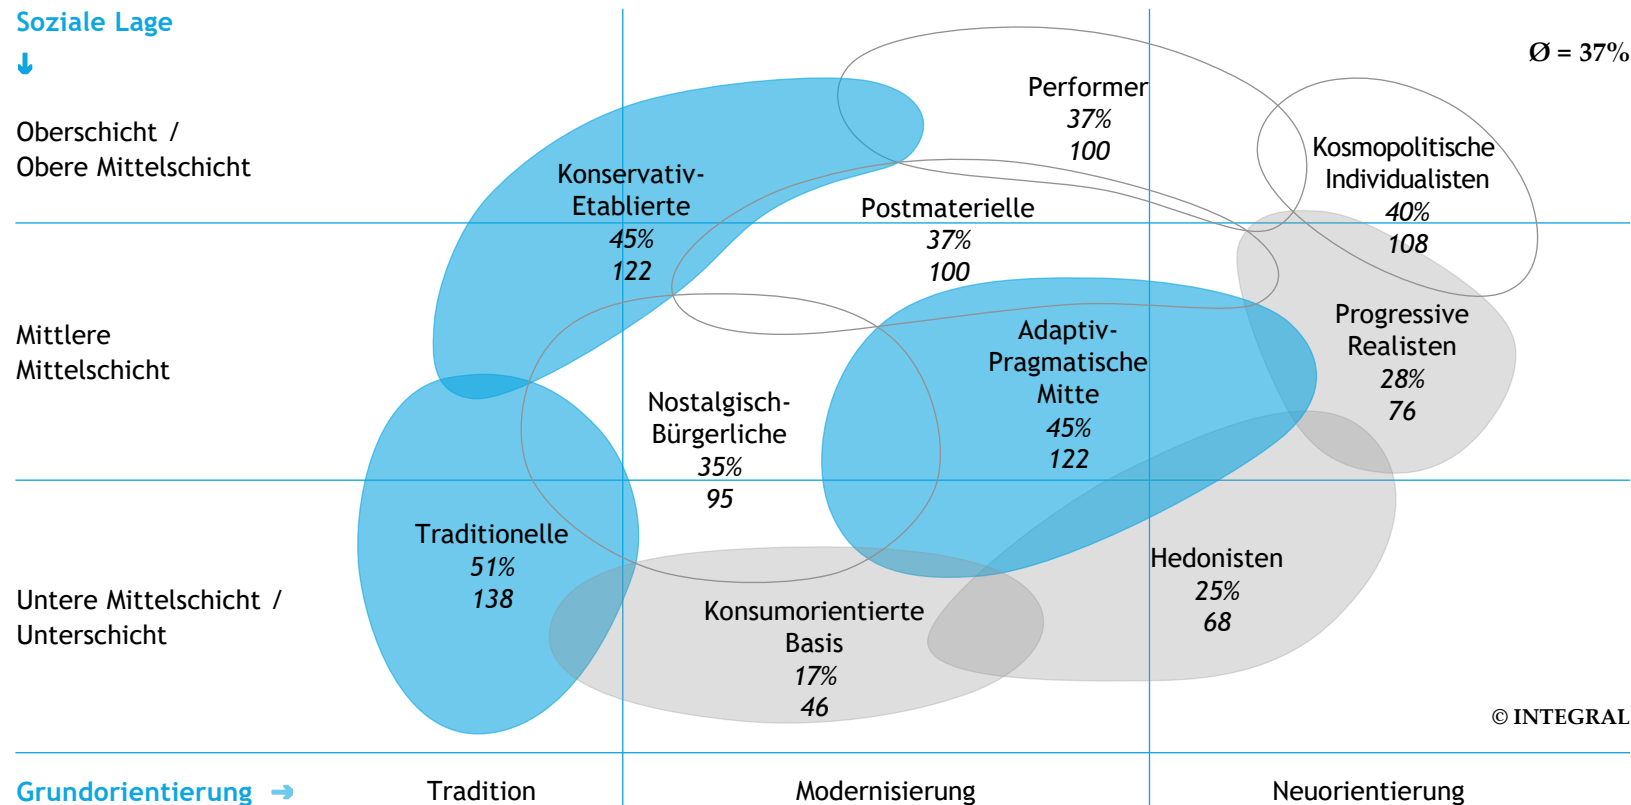 Soziale Lage
Ø = 37%
Oberschicht /
Obere Mittelschicht
Performer
37%
100
Kosmopolitische
Individualisten
40%
108
Konservativ-
Etablierte
45%
122
Postmaterielle
37%
100
Mittlere
Mittelschicht
Adaptiv-
Pragmatische
Mitte
45%
122
Progressive
Realisten
28%
76
Nostalgisch-
Bürgerliche
35%
95
Untere Mittelschicht /
Unterschicht
Traditionelle
51%
138
Konsumorientierte
Basis
17%
46
Hedonisten
25%
68
© INTEGRAL
Grundorientierung →
Tradition
Modernisierung
Neuorientierung